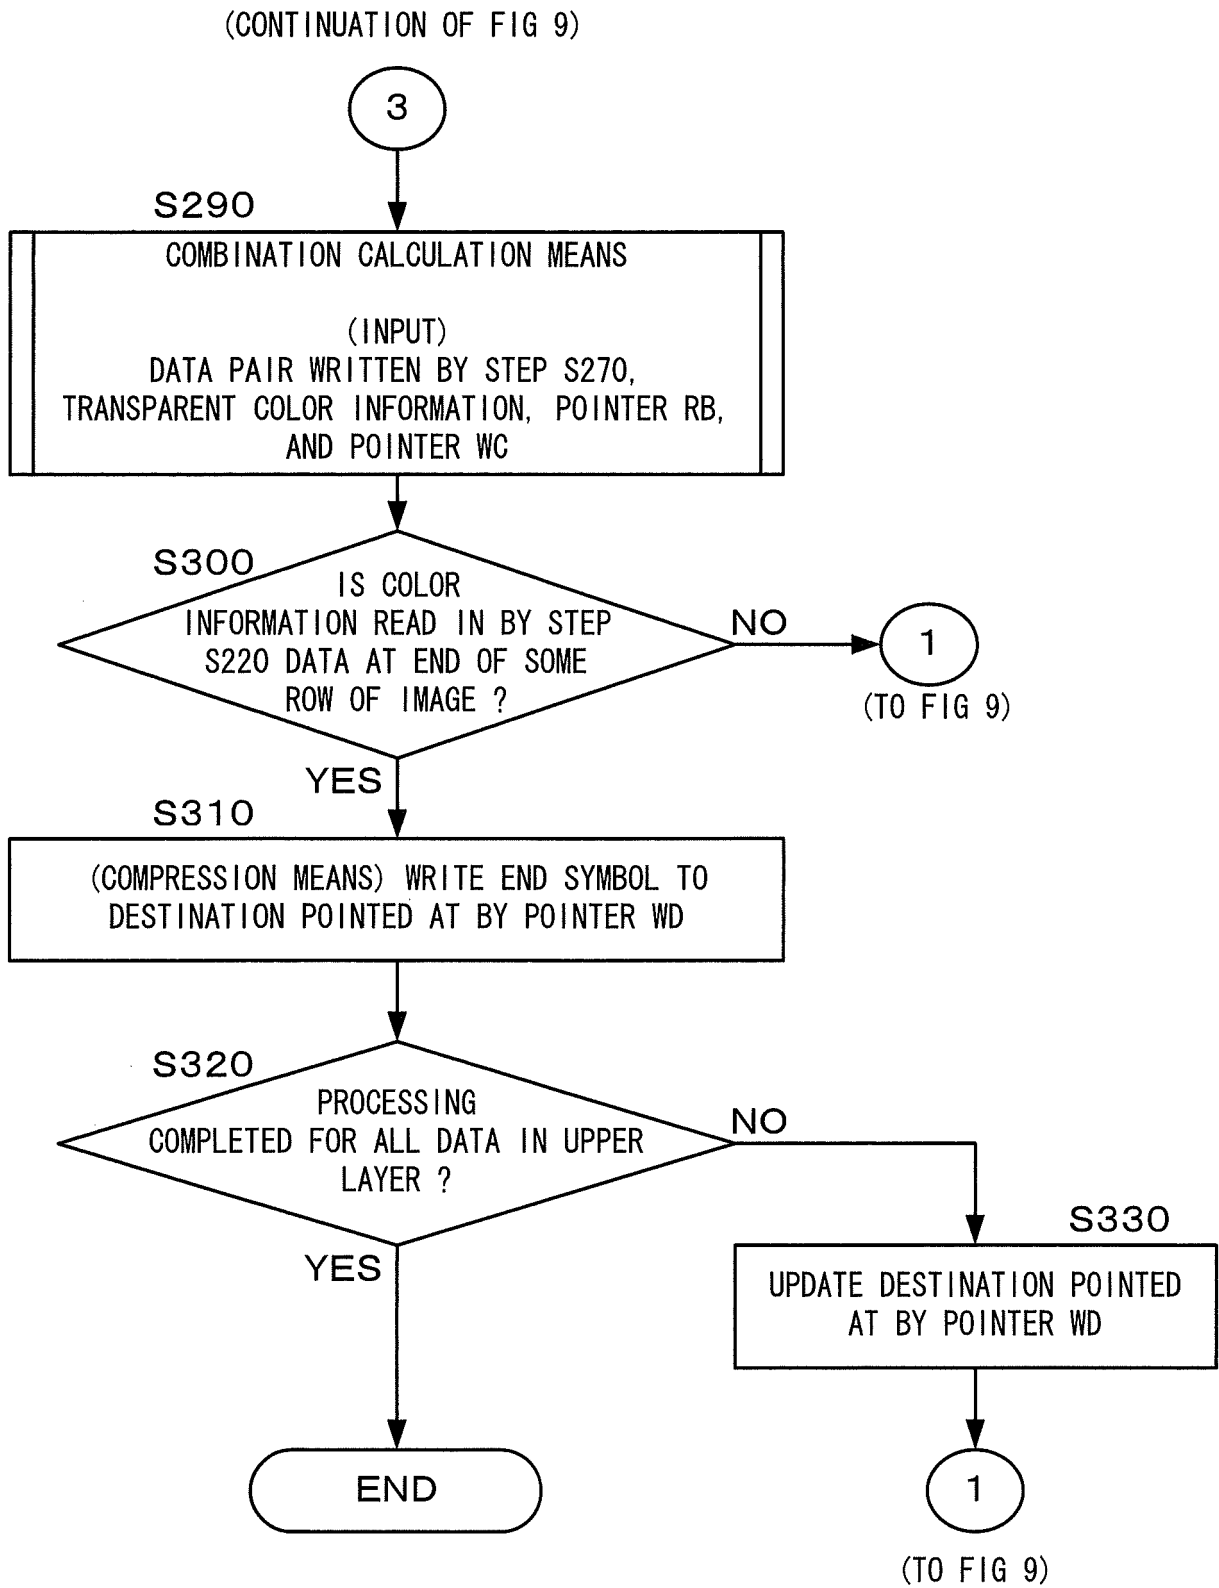 (CONTINUATION OF FIG 9)
3
S290
COMBINATION CALCULATION MEANS
(INPUT)
DATA PAIR WRITTEN BY STEP S270,
TRANSPARENT COLOR INFORMATION, POINTER RB,
AND POINTER WC
S300
IS COLOR
INFORMATION READ IN BY STEP
S220 DATA AT END OF SOME
ROW OF IMAGE ?
NO
1
(TO FIG 9)
YES
S310
(COMPRESSION MEANS) WRITE END SYMBOL TO
DESTINATION POINTED AT BY POINTER WD
S320
PROCESSING
COMPLETED FOR ALL DATA IN UPPER
LAYER ?
NO
YES
S330
UPDATE DESTINATION POINTED
AT BY POINTER WD
END
1
(TO FIG 9)